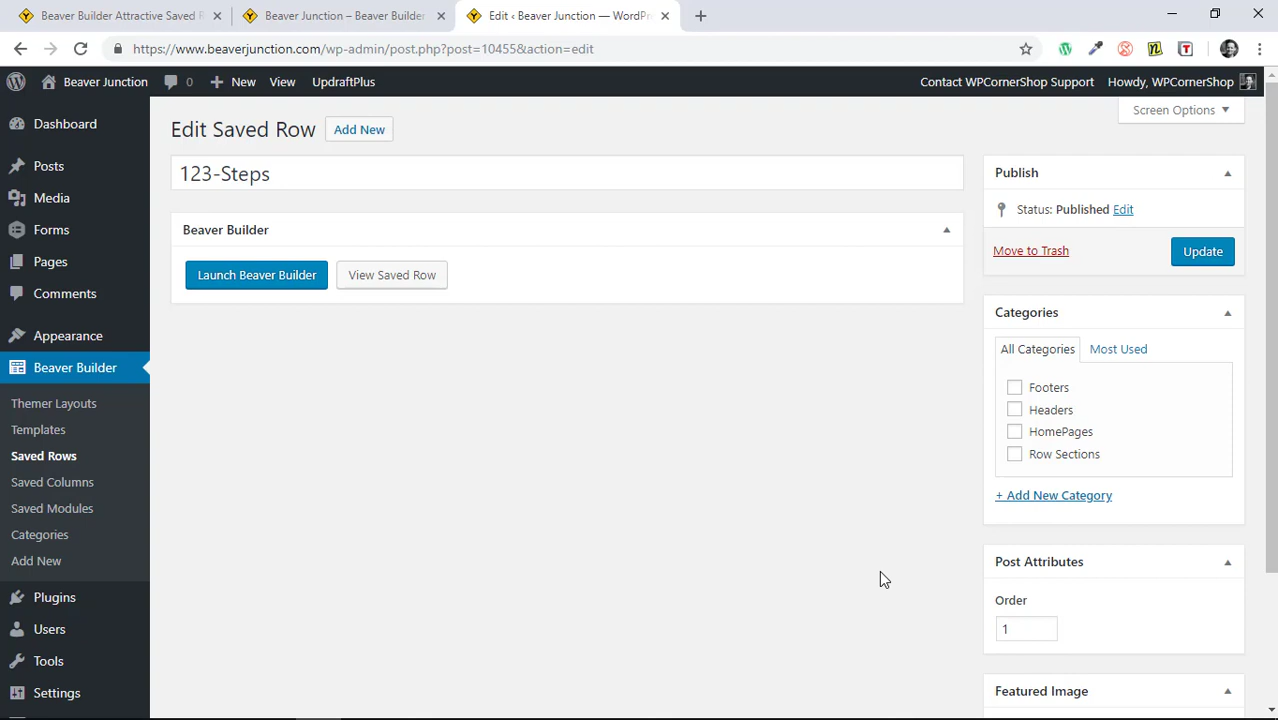 Beaver Builder Attractive Saved R
Beaver Junction – Beaver Builder
Edit ‹ Beaver Junction — WordPr
https://www.beaverjunction.com/wp-admin/post.php?post=10455&action=edit
Beaver Junction 0 New View UpdraftPlus Contact WPCornerShop Support Howdy, WPCornerShop
Screen Options
Dashboard
Posts
Media
Forms
Pages
Comments
Appearance
Beaver Builder
Themer Layouts
Templates
Saved Rows
Saved Columns
Saved Modules
Categories
Add New
Plugins
Users
Tools
Settings
Edit Saved Row Add New
123-Steps
Beaver Builder
Launch Beaver Builder View Saved Row
Publish
Status: Published Edit
Move to Trash Update
Categories
All Categories Most Used
Footers
Headers
HomePages
Row Sections
+ Add New Category
Post Attributes
Order
1
Featured Image